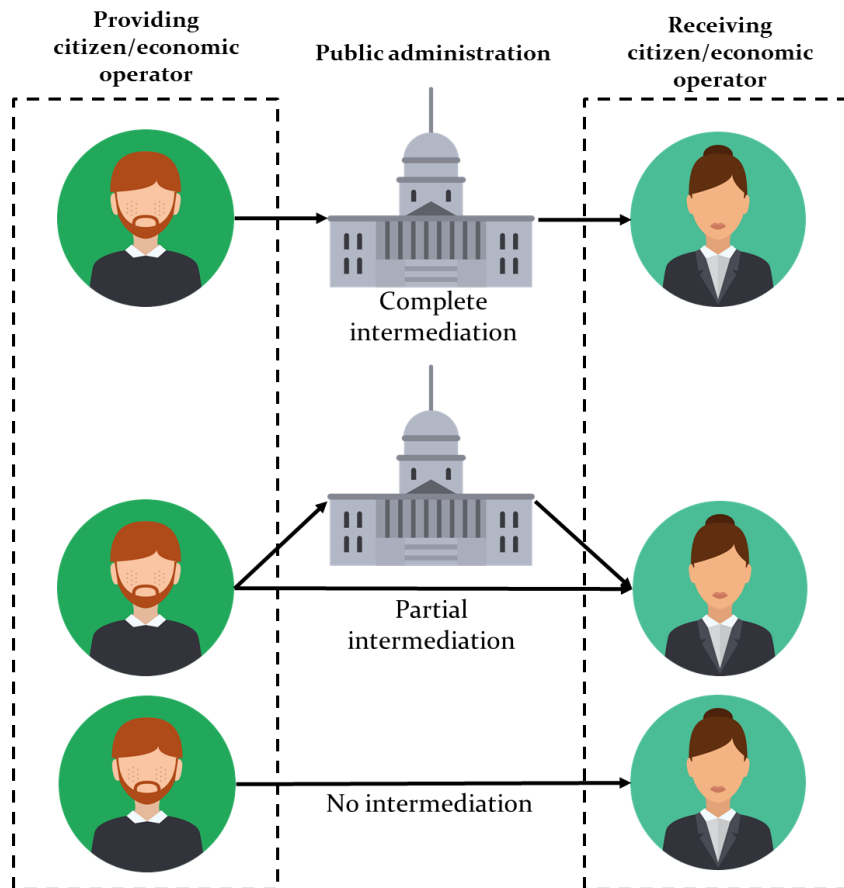 Providing
citizen/economic
operator
Public administration
Receiving
citizen/economic
operator
Complete
intermediation
Partial
intermediation
No intermediation